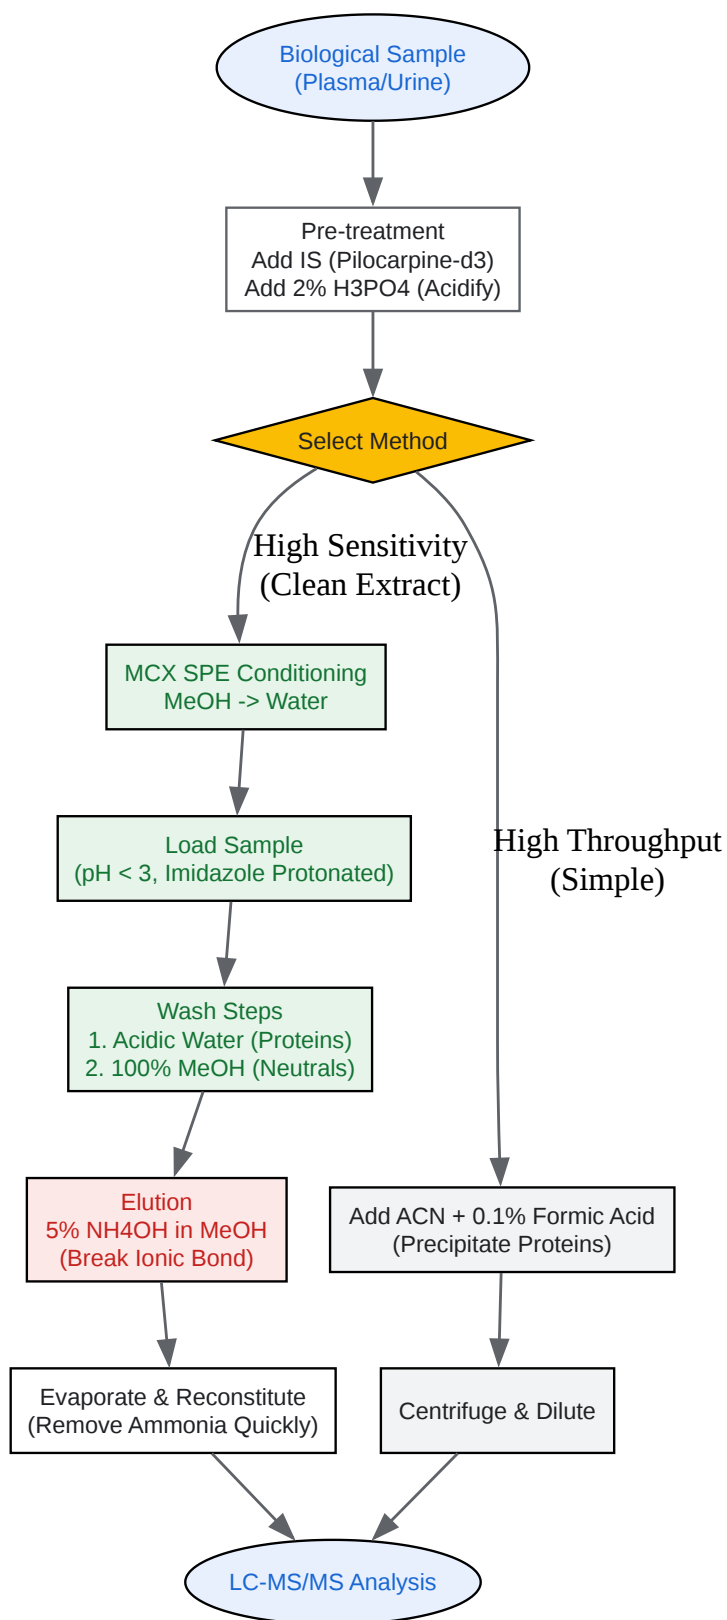 Biological Sample
(Plasma/Urine)
Pre-treatment
Add IS (Pilocarpine-d3)
Add 2% H3PO4 (Acidify)
Select Method
High Sensitivity
(Clean Extract)
MCX SPE Conditioning
MeOH -> Water
Load Sample
(pH < 3, Imidazole Protonated)
High Throughput
(Simple)
Wash Steps
1. Acidic Water (Proteins)
2. 100% MeOH (Neutrals)
Elution
5% NH4OH in MeOH
(Break Ionic Bond)
Add ACN + 0.1% Formic Acid
(Precipitate Proteins)
Evaporate & Reconstitute
(Remove Ammonia Quickly)
Centrifuge & Dilute
LC-MS/MS Analysis